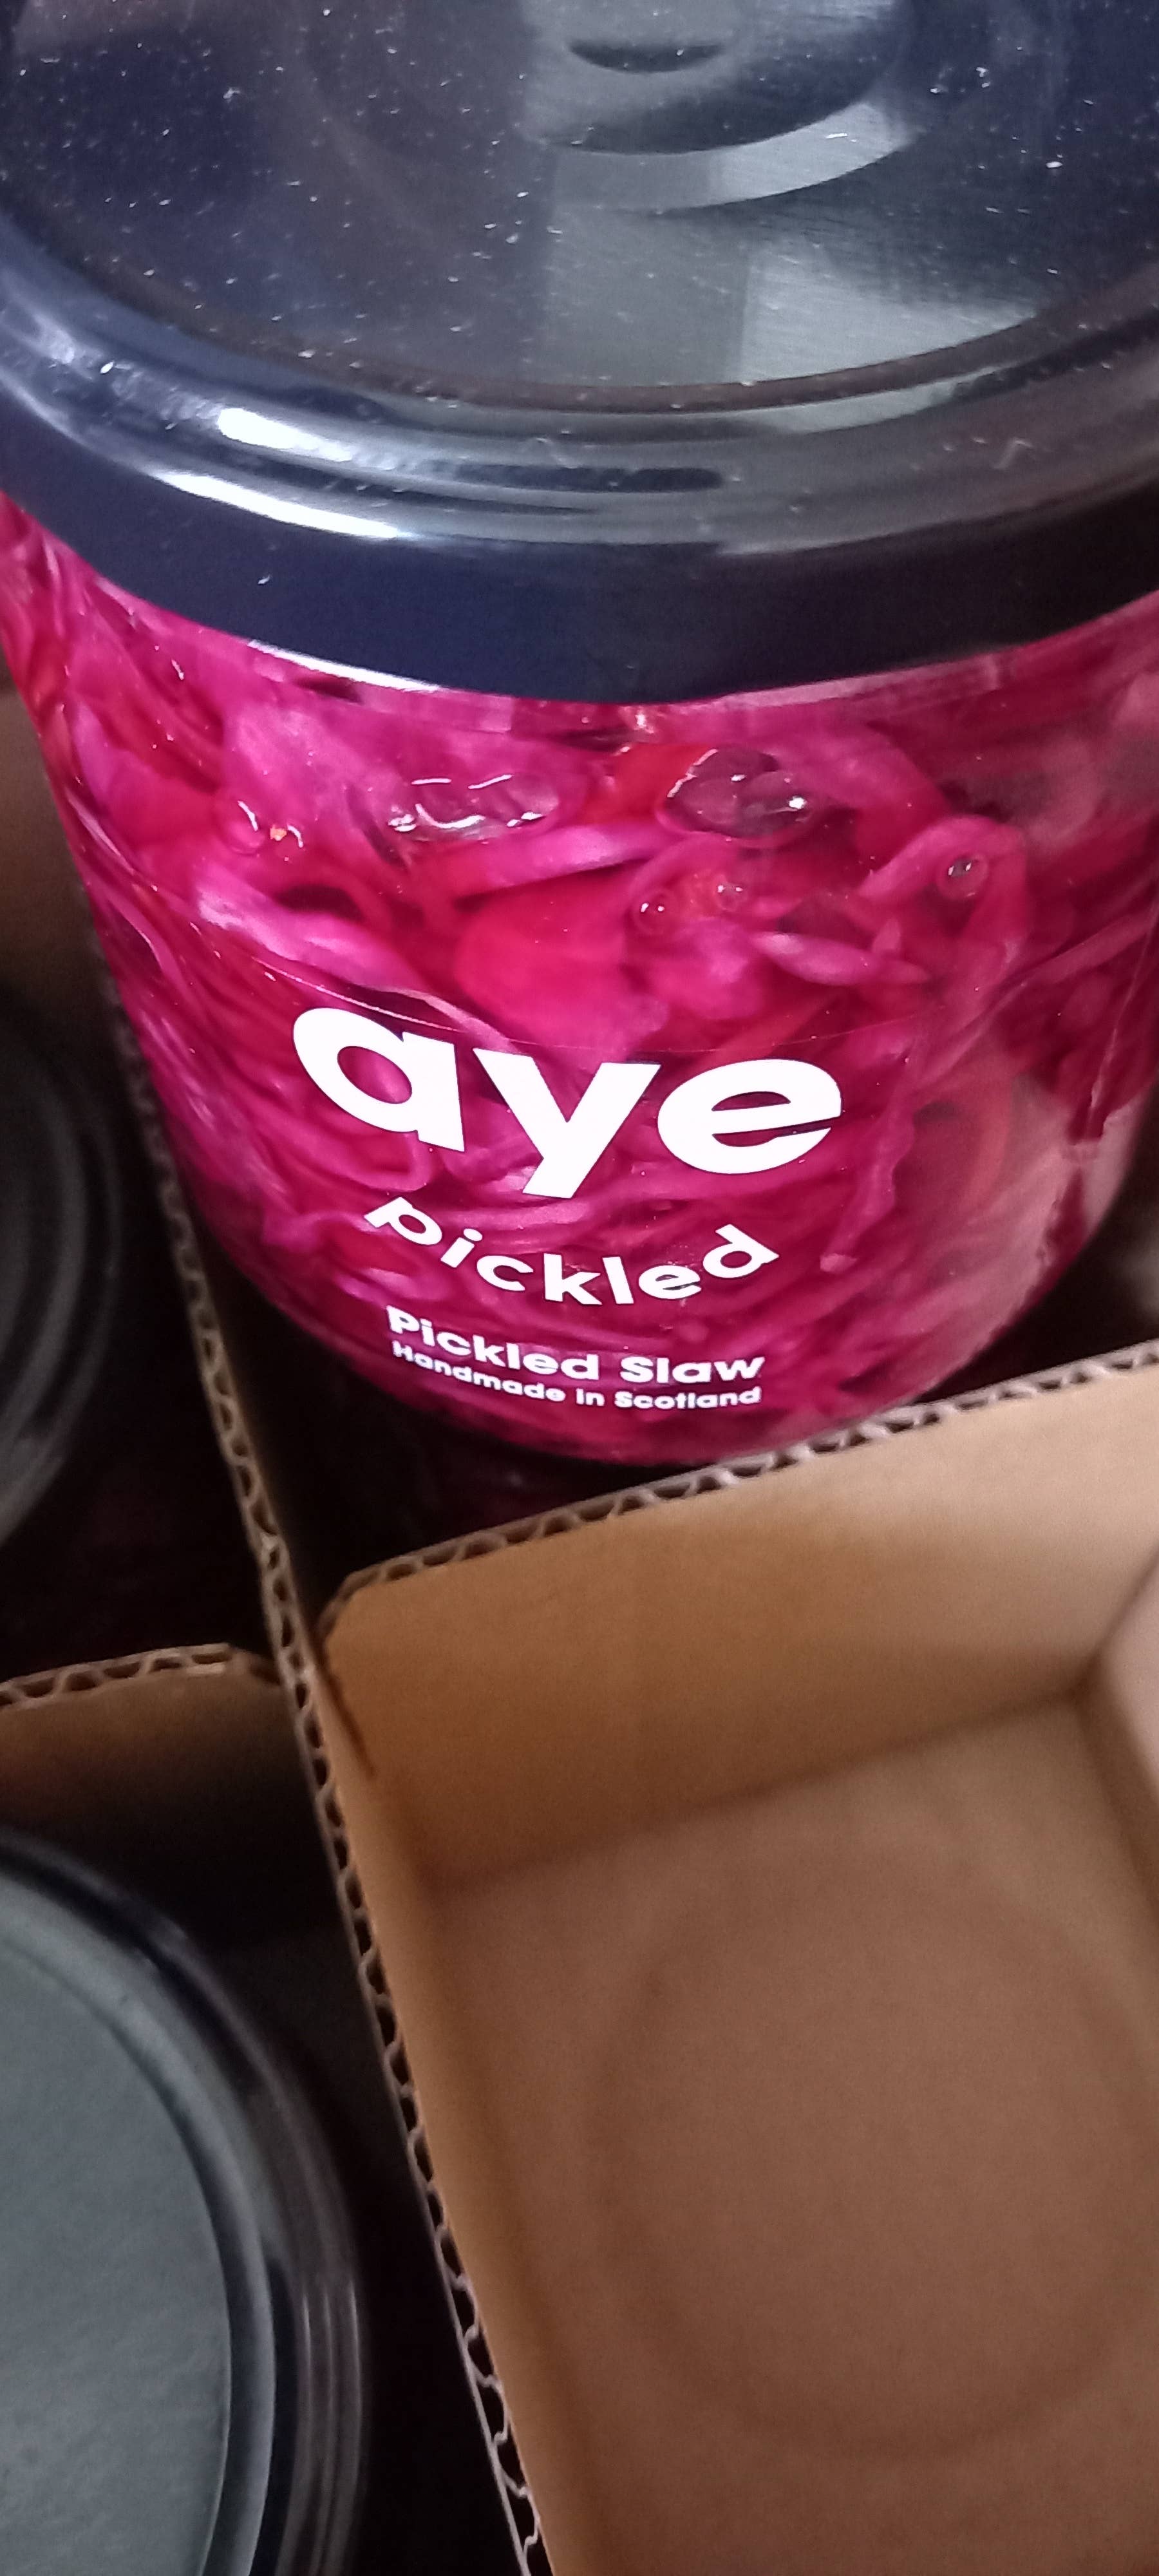 aye
pickled
Pickled Slaw
Handmade in Scotland